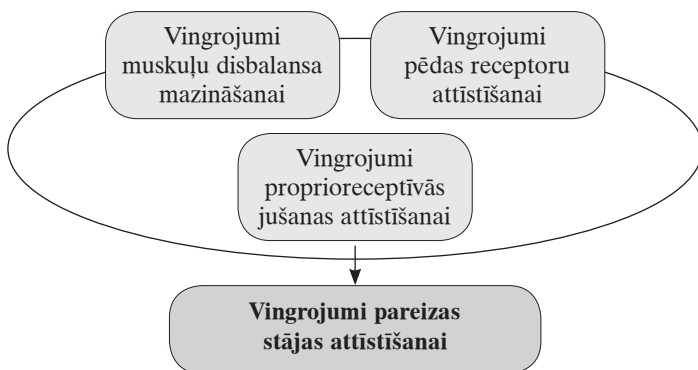 Vingrojumi
muskuļu disbalansa
mazināšanai
Vingrojumi
pēdas receptoru
attīstīšanai
Vingrojumi
proprioreceptīvās
jušanas attīstīšanai
Vingrojumi pareizas
stājas attīstīšanai